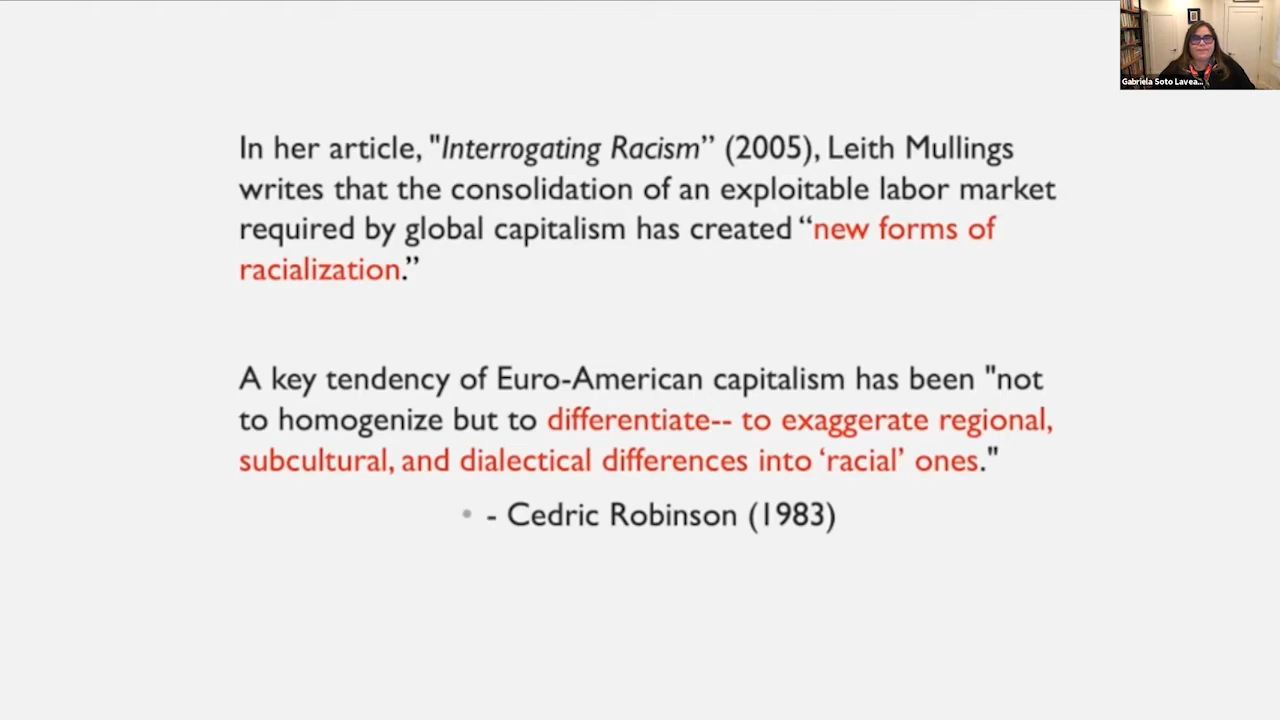 Gabriela Soto Lavea...
In her article, "Interrogating Racism” (2005), Leith Mullings
writes that the consolidation of an exploitable labor market
required by global capitalism has created “new forms of
racialization.”
A key tendency of Euro-American capitalism has been "not
to homogenize but to differentiate-- to exaggerate regional,
subcultural, and dialectical differences into ‘racial’ ones."
• - Cedric Robinson (1983)